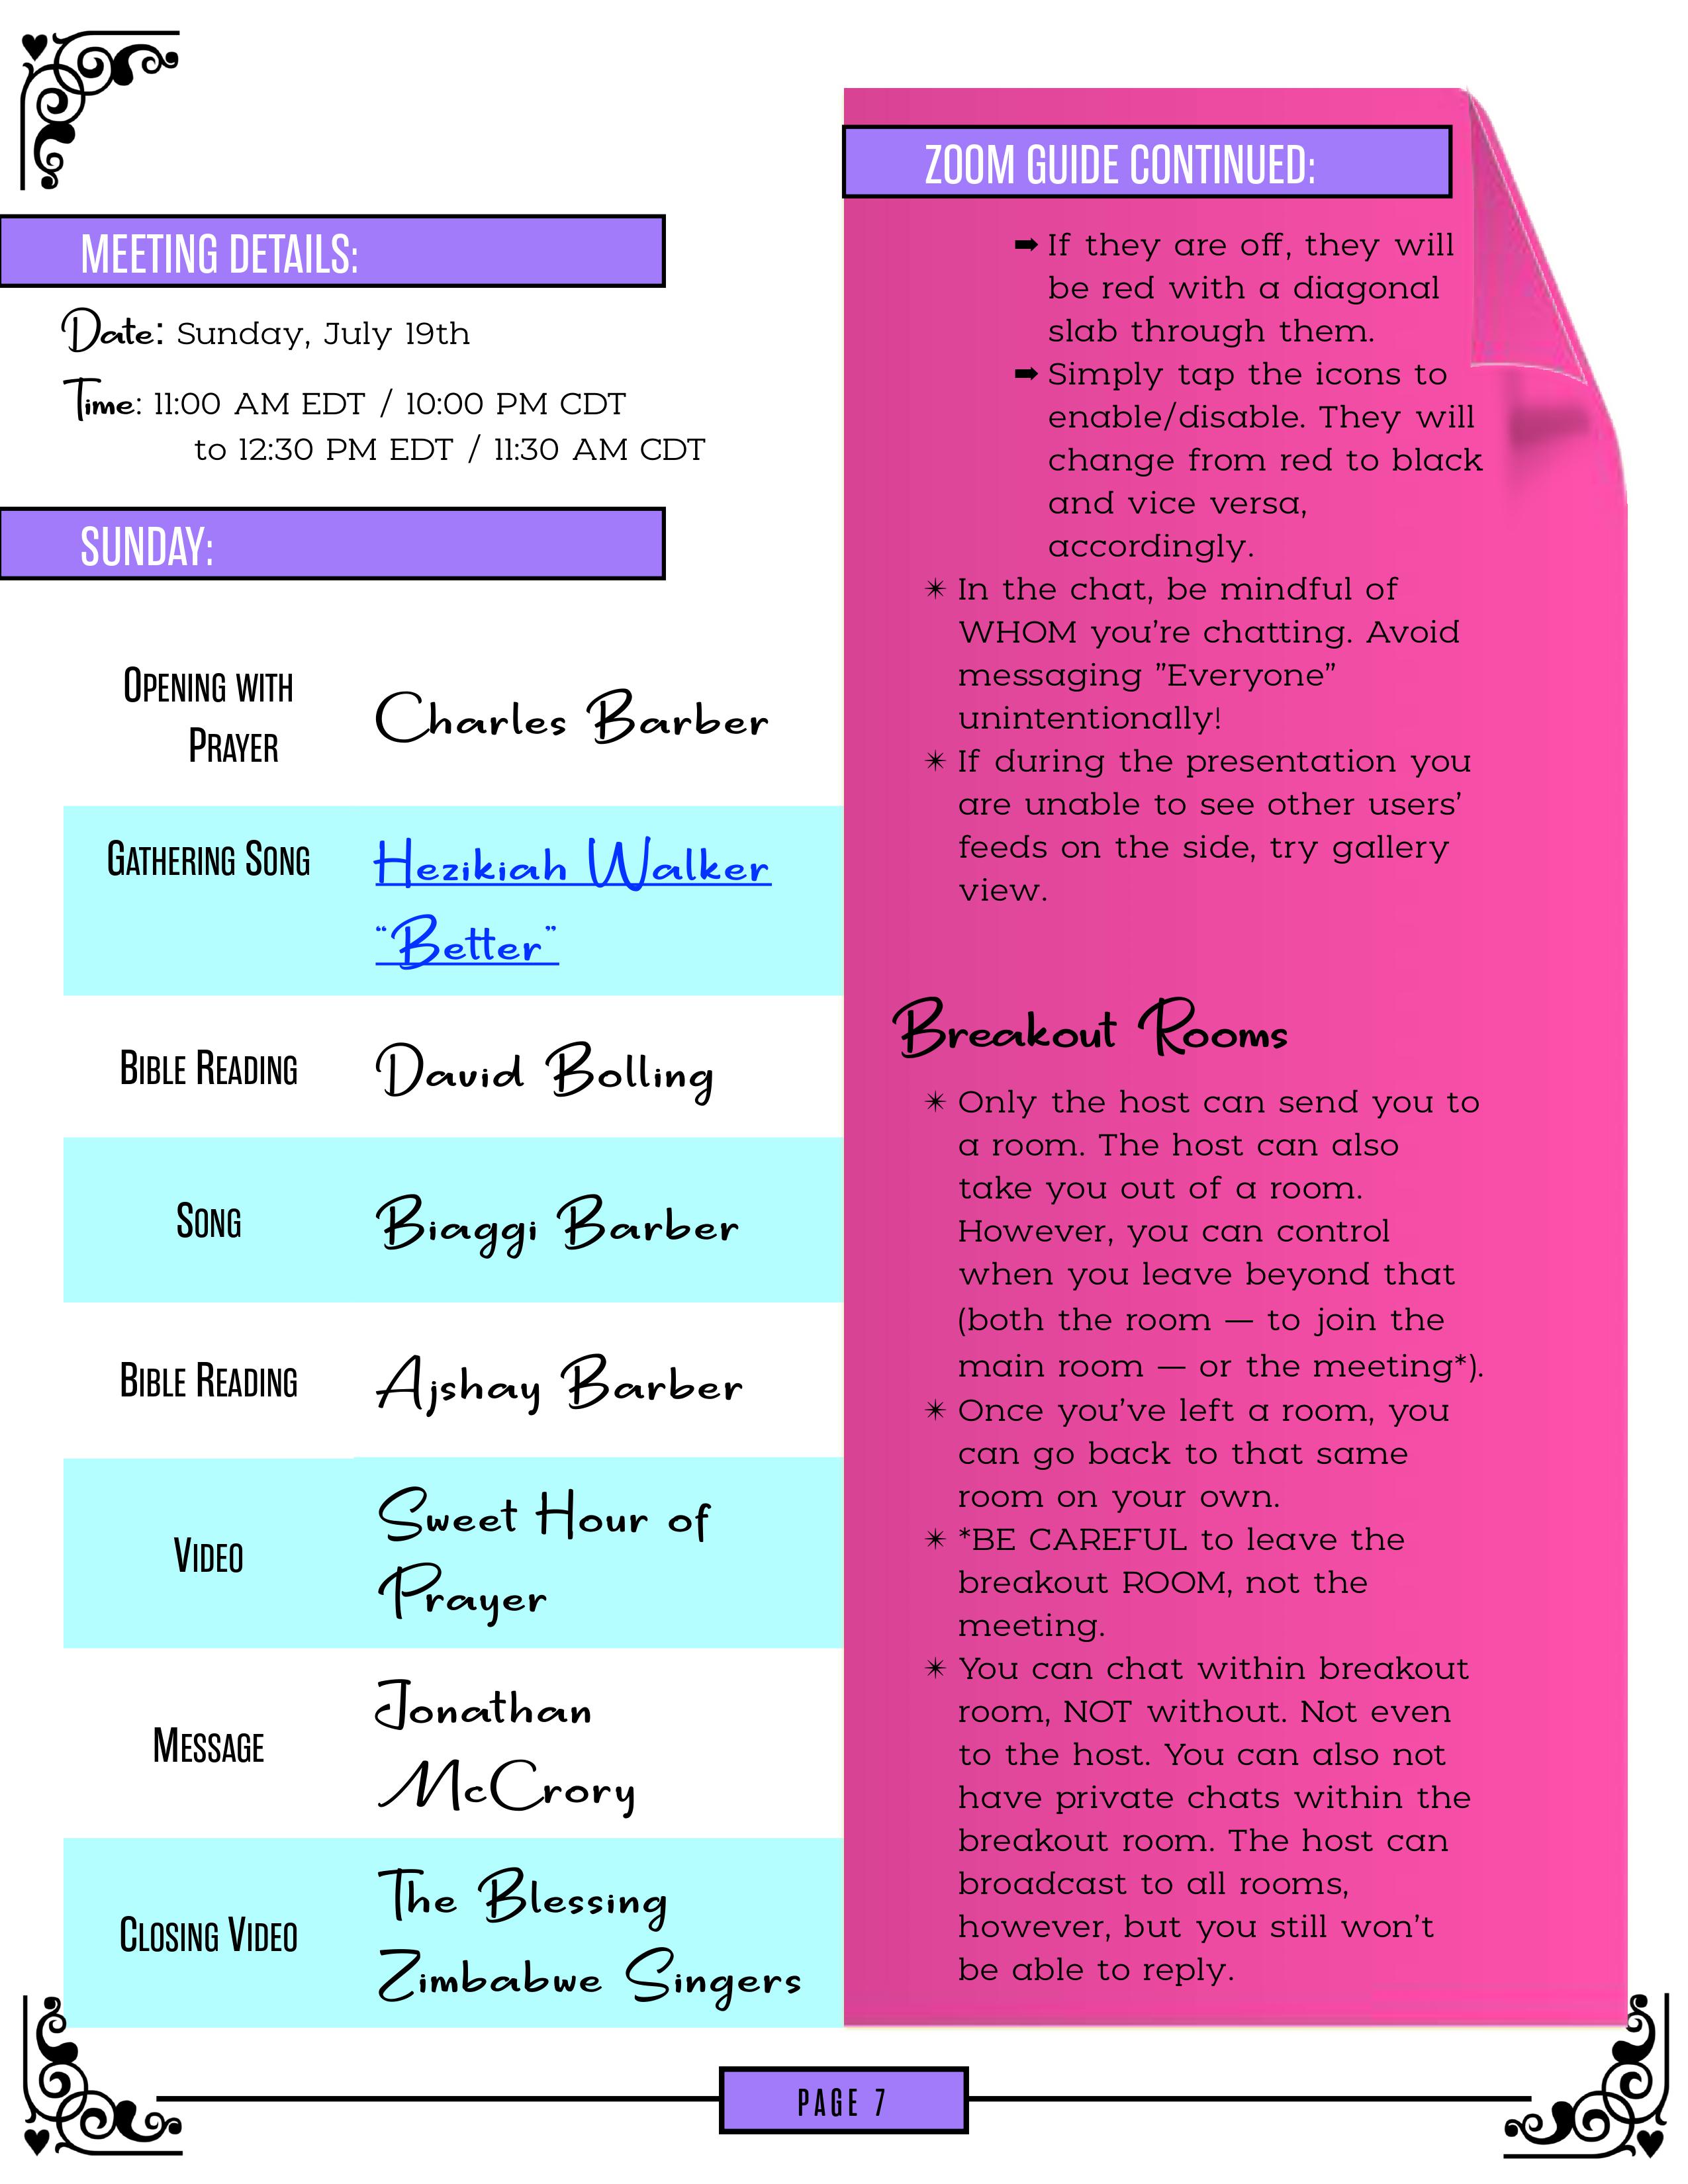 MEETING DETAILS:
Date: Sunday, July 19th
Time: 11:00 AM EDT / 10:00 PM CDT
to 12:30 PM EDT / 11:30 AM CDT
SUNDAY:
Opening with
Prayer
Charles Barber
Gathering Song
Hezikiah Walker
“Better”
Bible Reading
David Bolling
Song
Biaggi Barber
Bible Reading
Ajshay Barber
Video
Sweet Hour of
Prayer
Message
Jonathan
McCrory
Closing Video
The Blessing
Zimbabwe Singers
ZOOM GUIDE CONTINUED:
➡ If they are off, they will
be red with a diagonal
slab through them.
➡ Simply tap the icons to
enable/disable. They will
change from red to black
and vice versa,
accordingly.
✴ In the chat, be mindful of
WHOM you’re chatting. Avoid
messaging ”Everyone”
unintentionally!
✴ If during the presentation you
are unable to see other users’
feeds on the side, try gallery
view.
Breakout Rooms
✴ Only the host can send you to
a room. The host can also
take you out of a room.
However, you can control
when you leave beyond that
(both the room — to join the
main room — or the meeting*).
✴ Once you’ve left a room, you
can go back to that same
room on your own.
✴ *BE CAREFUL to leave the
breakout ROOM, not the
meeting.
✴ You can chat within breakout
room, NOT without. Not even
to the host. You can also not
have private chats within the
breakout room. The host can
broadcast to all rooms,
however, but you still won’t
be able to reply.
PAGE 7